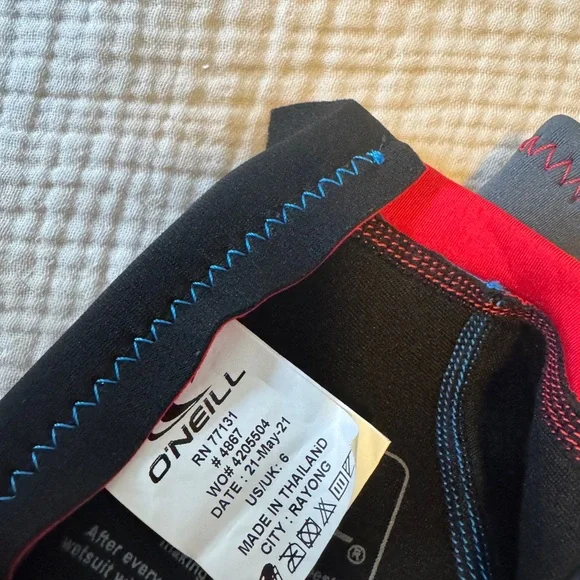 O'NEILL
RN 77131
# 4867
WO# 4205504
DATE : 21-May-21
US/UK: 6
MADE IN THAILAND
CITY : RAYONG
®
After every
wetsuit